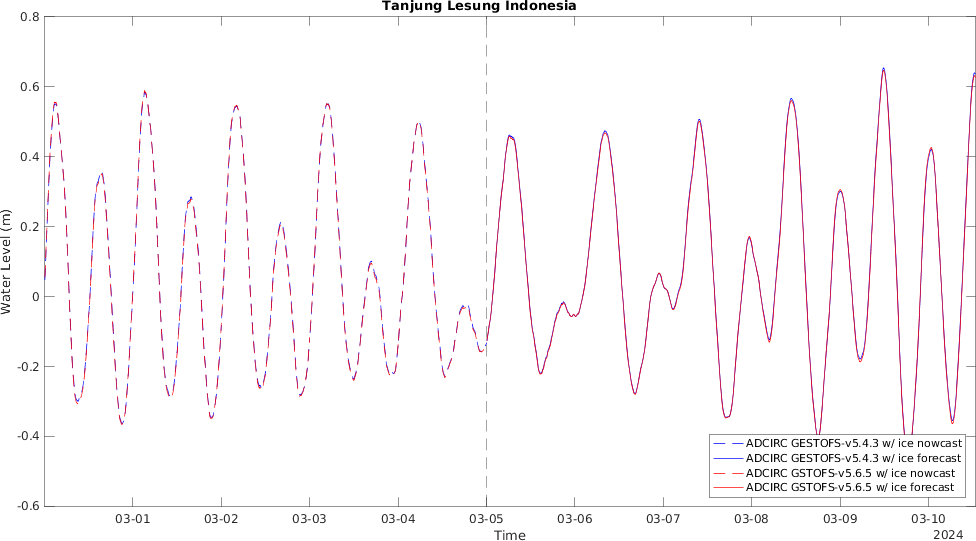 Tanjung Lesung Indonesia
0.8
0.6
0.4
0.2
0
-0.2
-0.4
-0.6
Water Level (m)
ADCIRC GESTOFS-v5.4.3 w/ ice nowcast
ADCIRC GESTOFS-v5.4.3 w/ ice forecast
ADCIRC GSTOFS-v5.6.5 w/ ice nowcast
ADCIRC GSTOFS-v5.6.5 w/ ice forecast
03-01 03-02 03-03 03-04 03-05 03-06 03-07 03-08 03-09 03-10
Time
2024